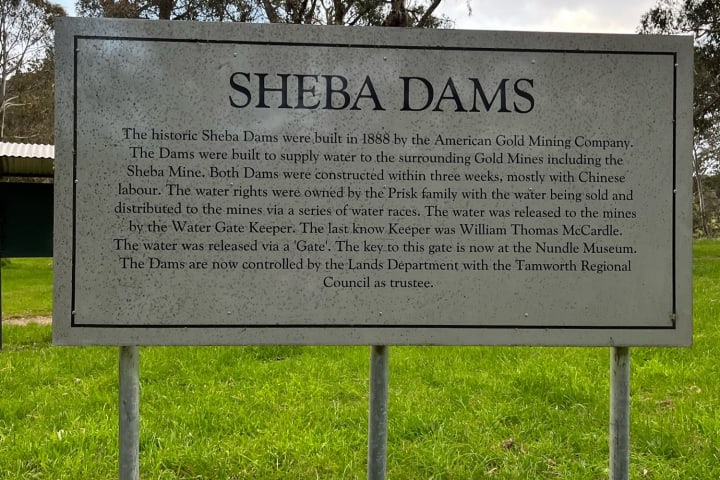 SHEBA DAMS
The historic Sheba Dams were built in 1888 by the American Gold Mining Company.
The Dams were built to supply water to the surrounding Gold Mines including the
Sheba Mine. Both Dams were constructed within three weeks, mostly with Chinese
labour. The water rights were owned by the Prisk family with the water being sold and
distributed to the mines via a series of water races. The water was released to the mines
by the Water Gate Keeper. The last know Keeper was William Thomas McCardle.
The water was released via a 'Gate'. The key to this gate is now at the Nundle Museum.
The Dams are now controlled by the Lands Department with the Tamworth Regional
Council as trustee.